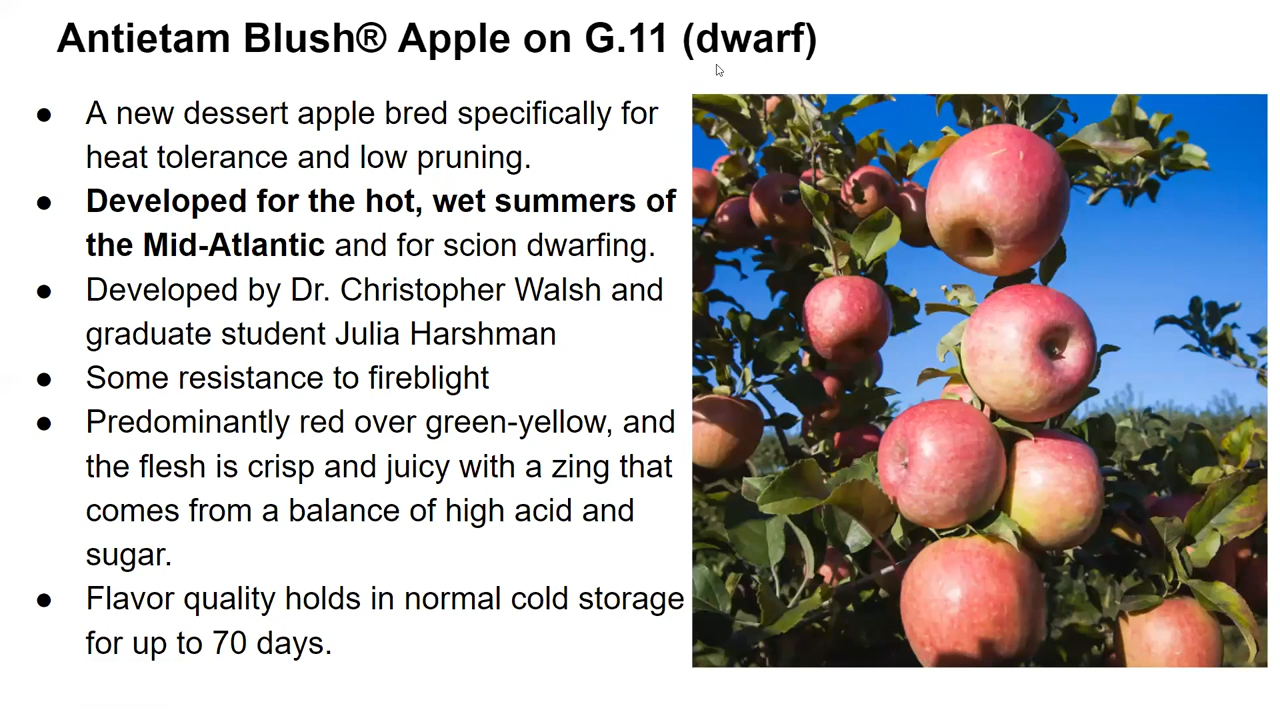 Antietam Blush® Apple on G.11 (dwarf)
● A new dessert apple bred specifically for
heat tolerance and low pruning.
● Developed for the hot, wet summers of
the Mid-Atlantic and for scion dwarfing.
● Developed by Dr. Christopher Walsh and
graduate student Julia Harshman
● Some resistance to fireblight
● Predominantly red over green-yellow, and
the flesh is crisp and juicy with a zing that
comes from a balance of high acid and
sugar.
● Flavor quality holds in normal cold storage
for up to 70 days.